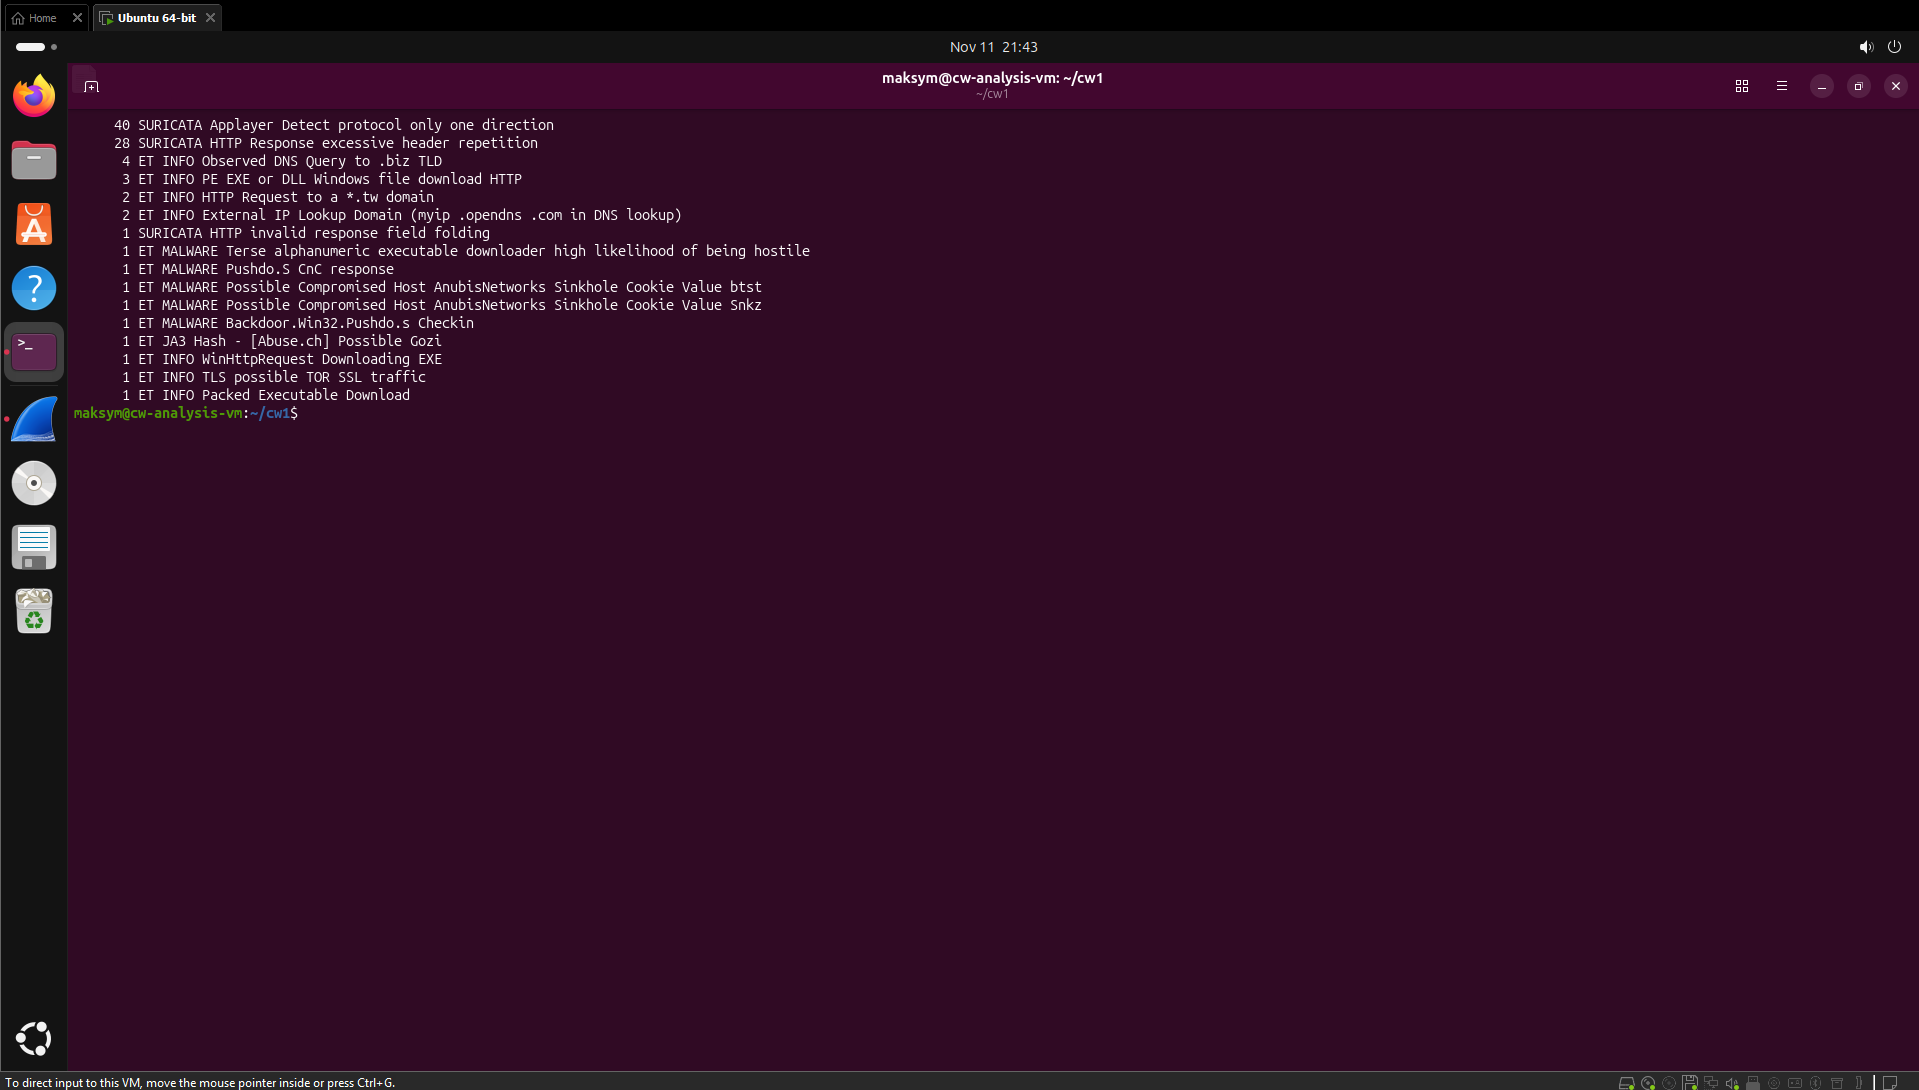 Home
Ubuntu 64-bit
Nov 11 21:43
maksym@cw-analysis-vm: ~/cw1
~/cw1
40 SURICATA Applayer Detect protocol only one direction
28 SURICATA HTTP Response excessive header repetition
4 ET INFO Observed DNS Query to .biz TLD
3 ET INFO PE EXE or DLL Windows file download HTTP
2 ET INFO HTTP Request to a *.tw domain
2 ET INFO External IP Lookup Domain (myip .opendns .com in DNS lookup)
1 SURICATA HTTP invalid response field folding
1 ET MALWARE Terse alphanumeric executable downloader high likelihood of being hostile
1 ET MALWARE Pushdo.S CnC response
1 ET MALWARE Possible Compromised Host AnubisNetworks Sinkhole Cookie Value btst
1 ET MALWARE Possible Compromised Host AnubisNetworks Sinkhole Cookie Value Snkz
1 ET MALWARE Backdoor.Win32.Pushdo.s Checkin
1 ET JA3 Hash - [Abuse.ch] Possible Gozi
1 ET INFO WinHttpRequest Downloading EXE
1 ET INFO TLS possible TOR SSL traffic
1 ET INFO Packed Executable Download
maksym@cw-analysis-vm:~/cw1$
To direct input to this VM, move the mouse pointer inside or press Ctrl+G.